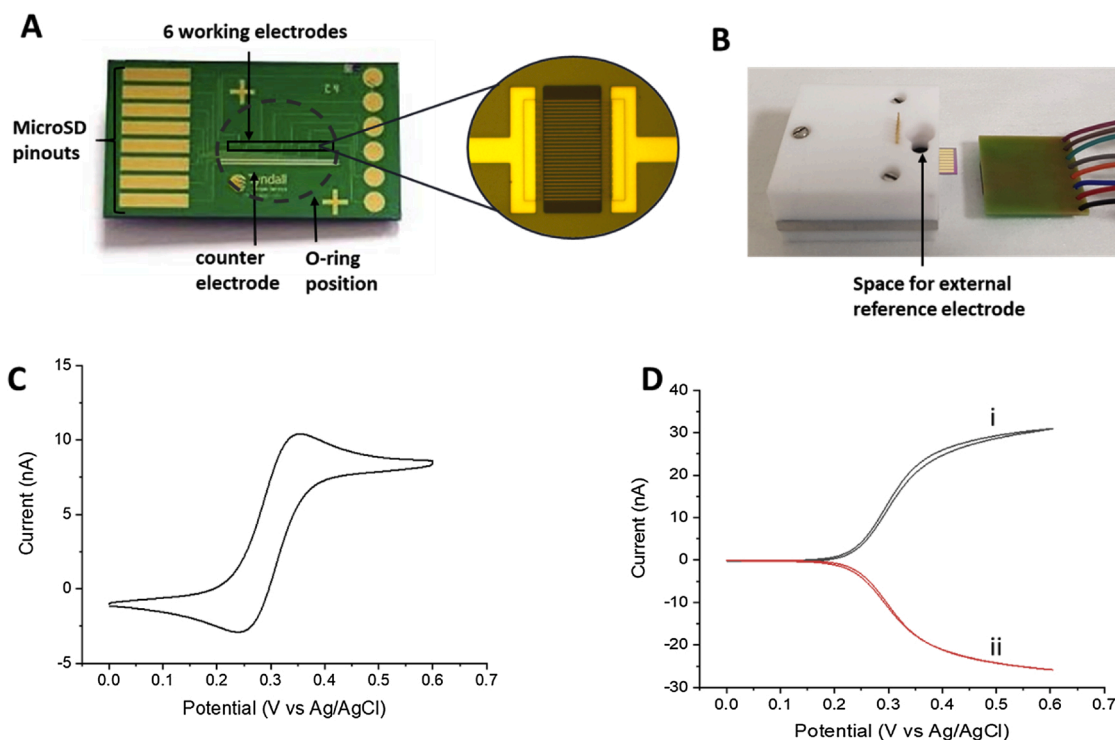 A
6 working electrodes
MicroSD
pinouts
Tyndall
counter
electrode
O-ring
position
B
Space for external
reference electrode
C
15
10
5
0
-5
Current (nA)
0.0 0.1 0.2 0.3 0.4 0.5 0.6 0.7
Potential (V vs Ag/AgCl)
D
40
30
20
10
0
-10
-20
-30
Current (nA)
i
ii
0.0 0.1 0.2 0.3 0.4 0.5 0.6 0.7
Potential (V vs Ag/AgCl)